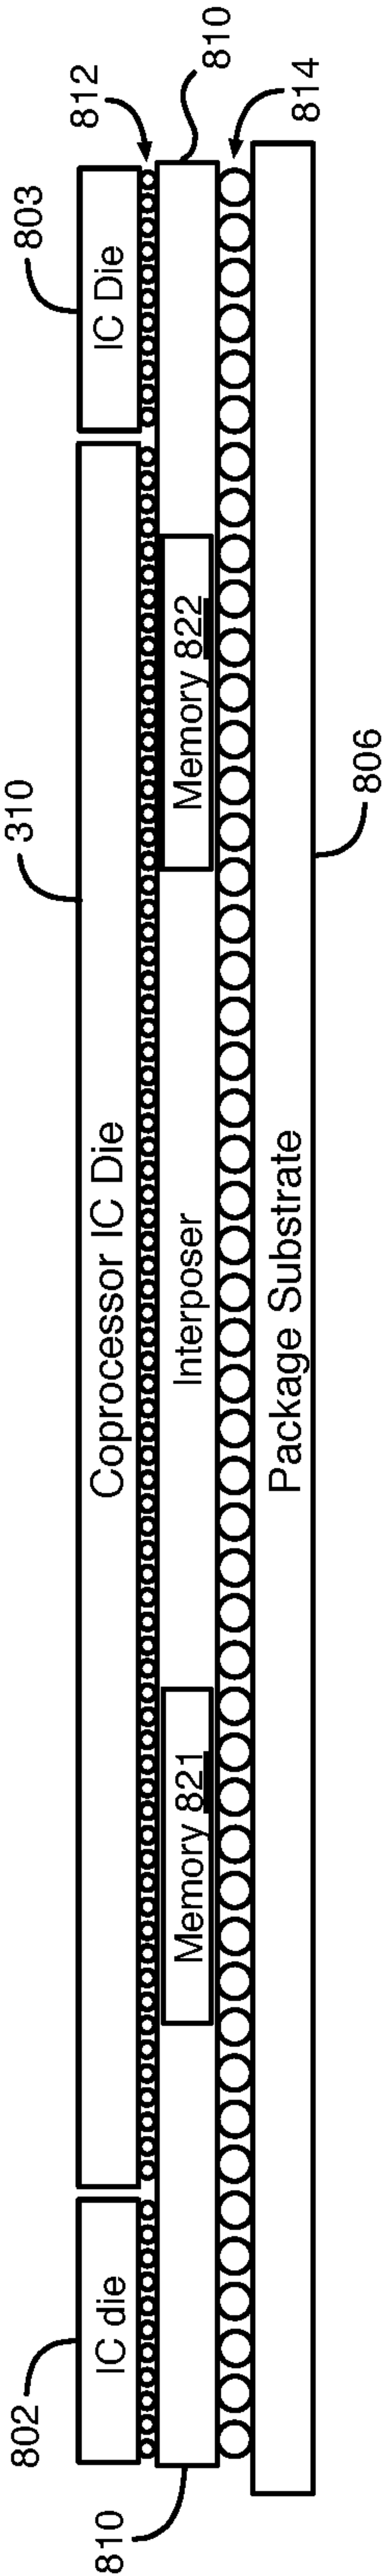 802
310
803
812
IC die
Coprocessor IC Die
IC Die
810
Memory 821
Interposer
Memory 822
810
814
Package Substrate
806